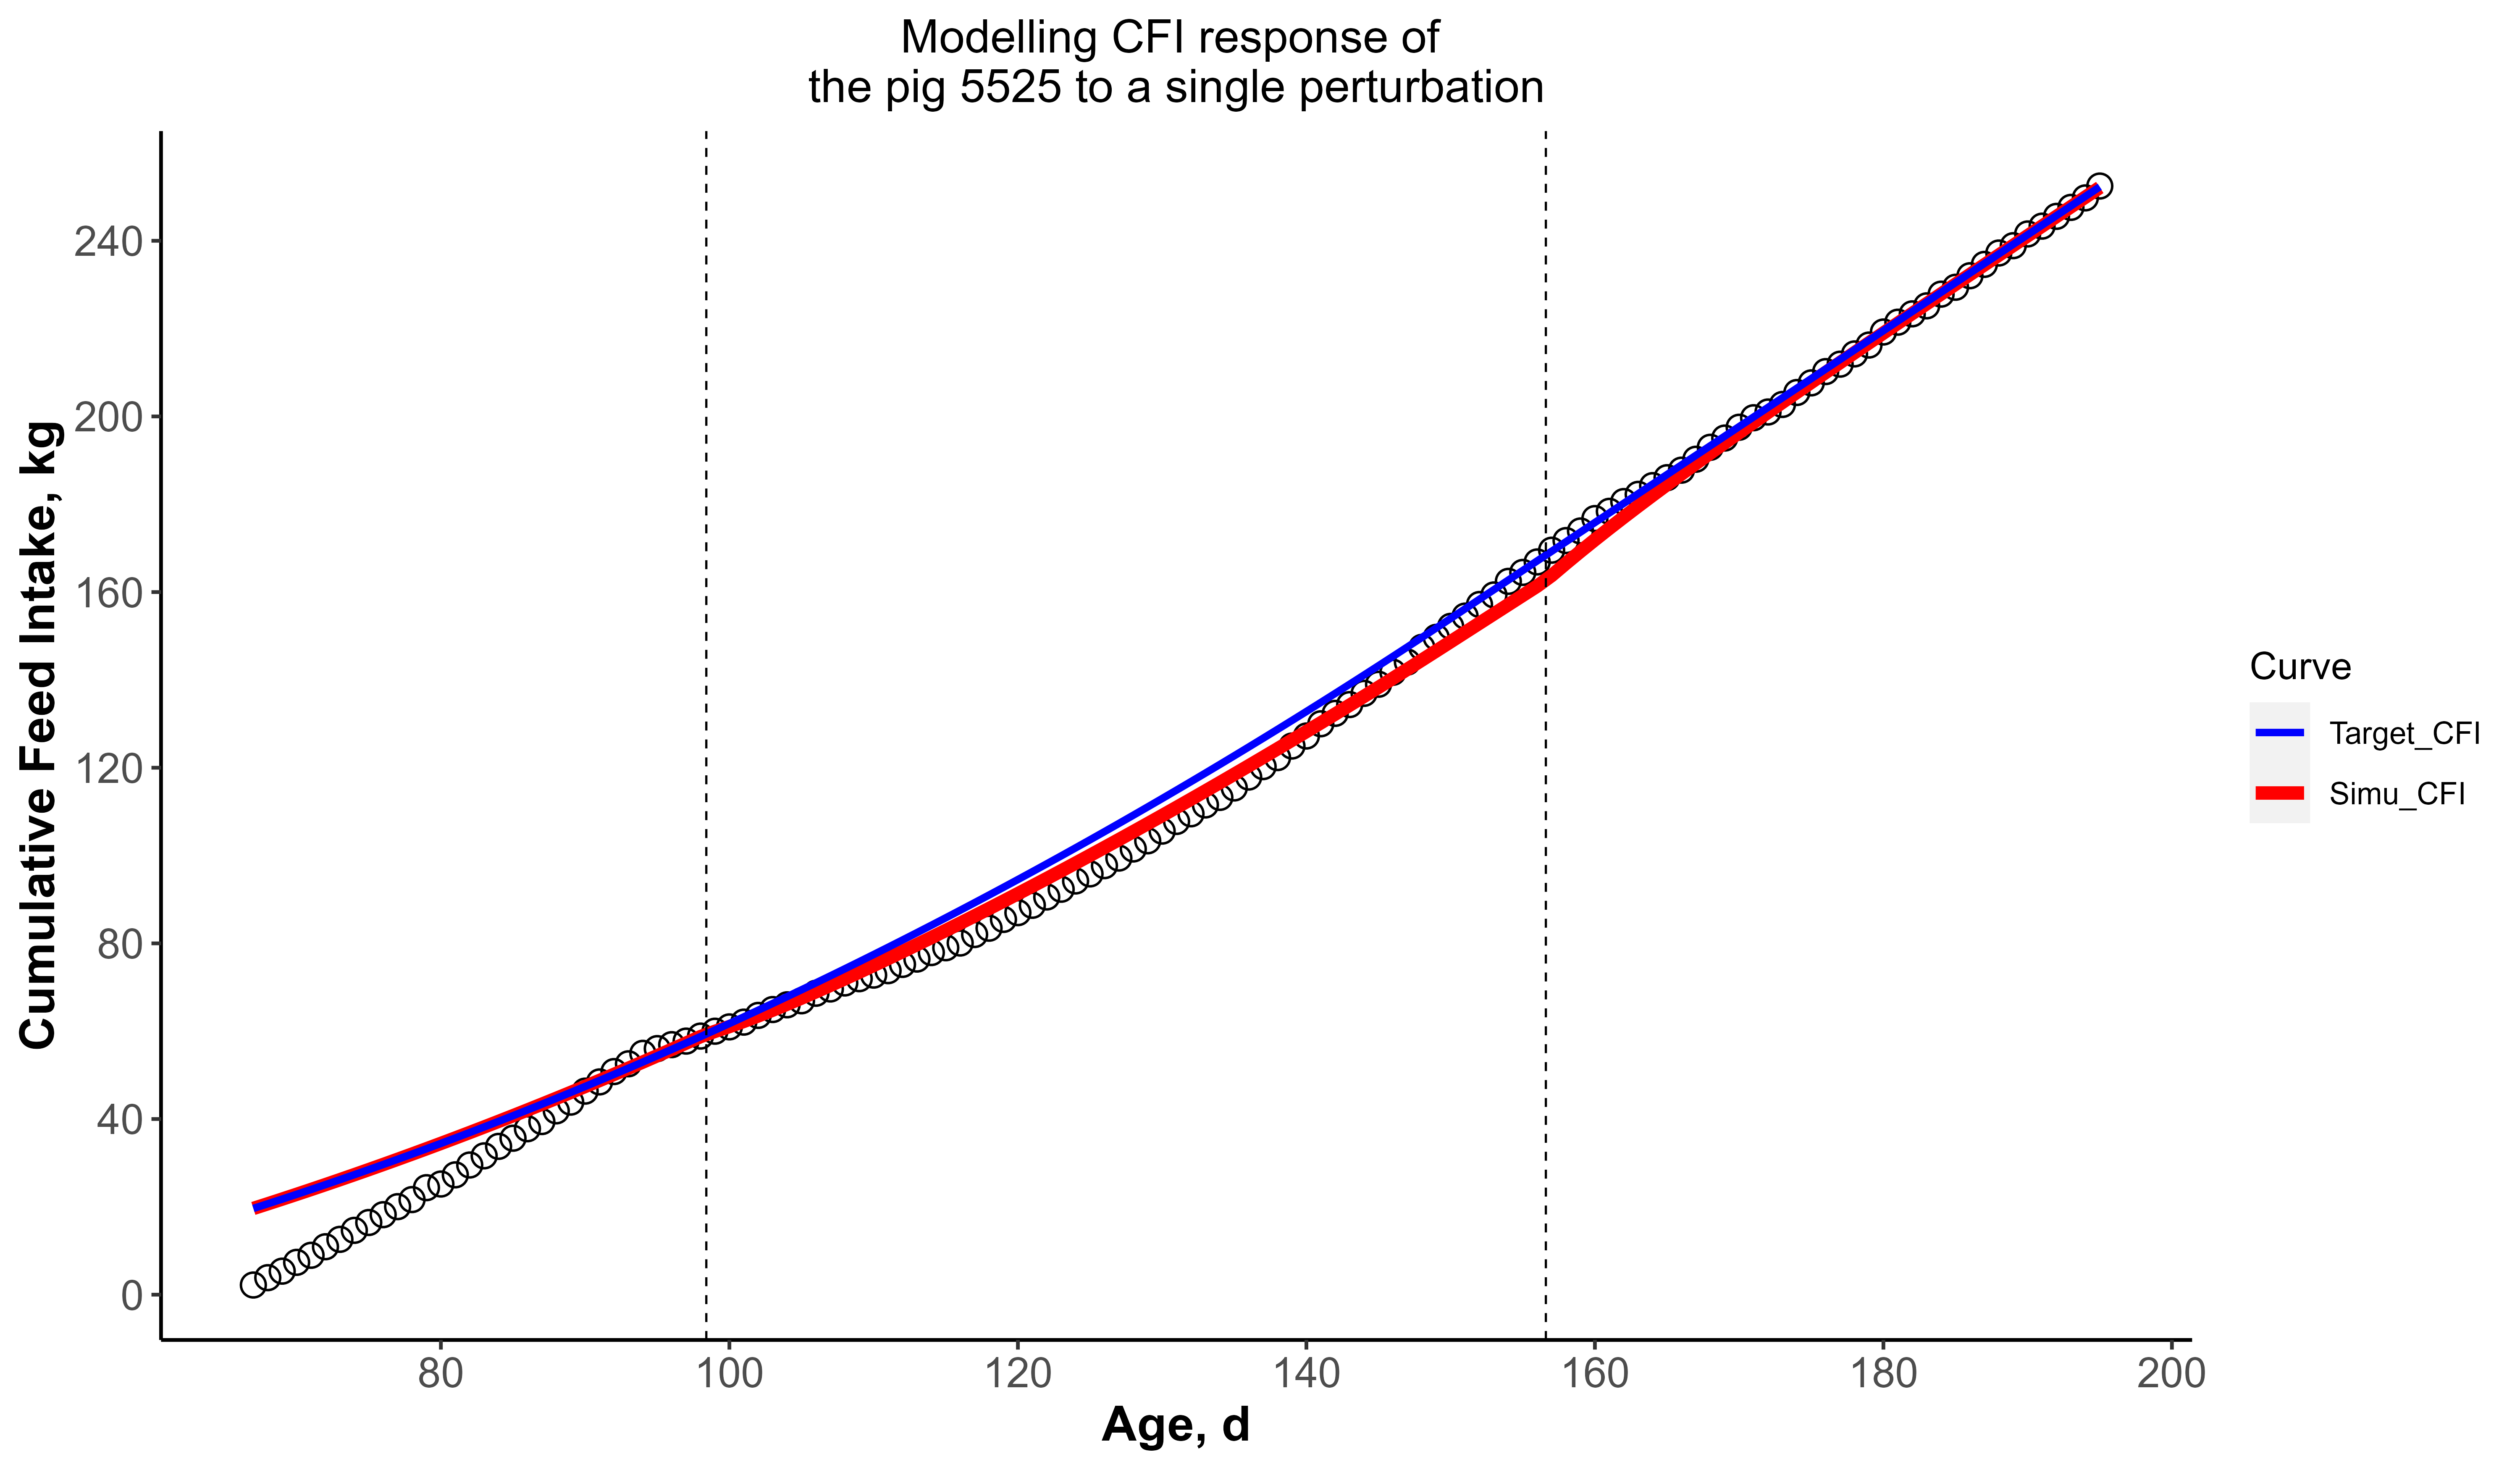 Modelling CFI response of
the pig 5525 to a single perturbation
Cumulative Feed Intake, kg
240
200
160
120
80
40
0
80 100 120 140 160 180 200
Age, d
Curve
Target_CFI
Simu_CFI